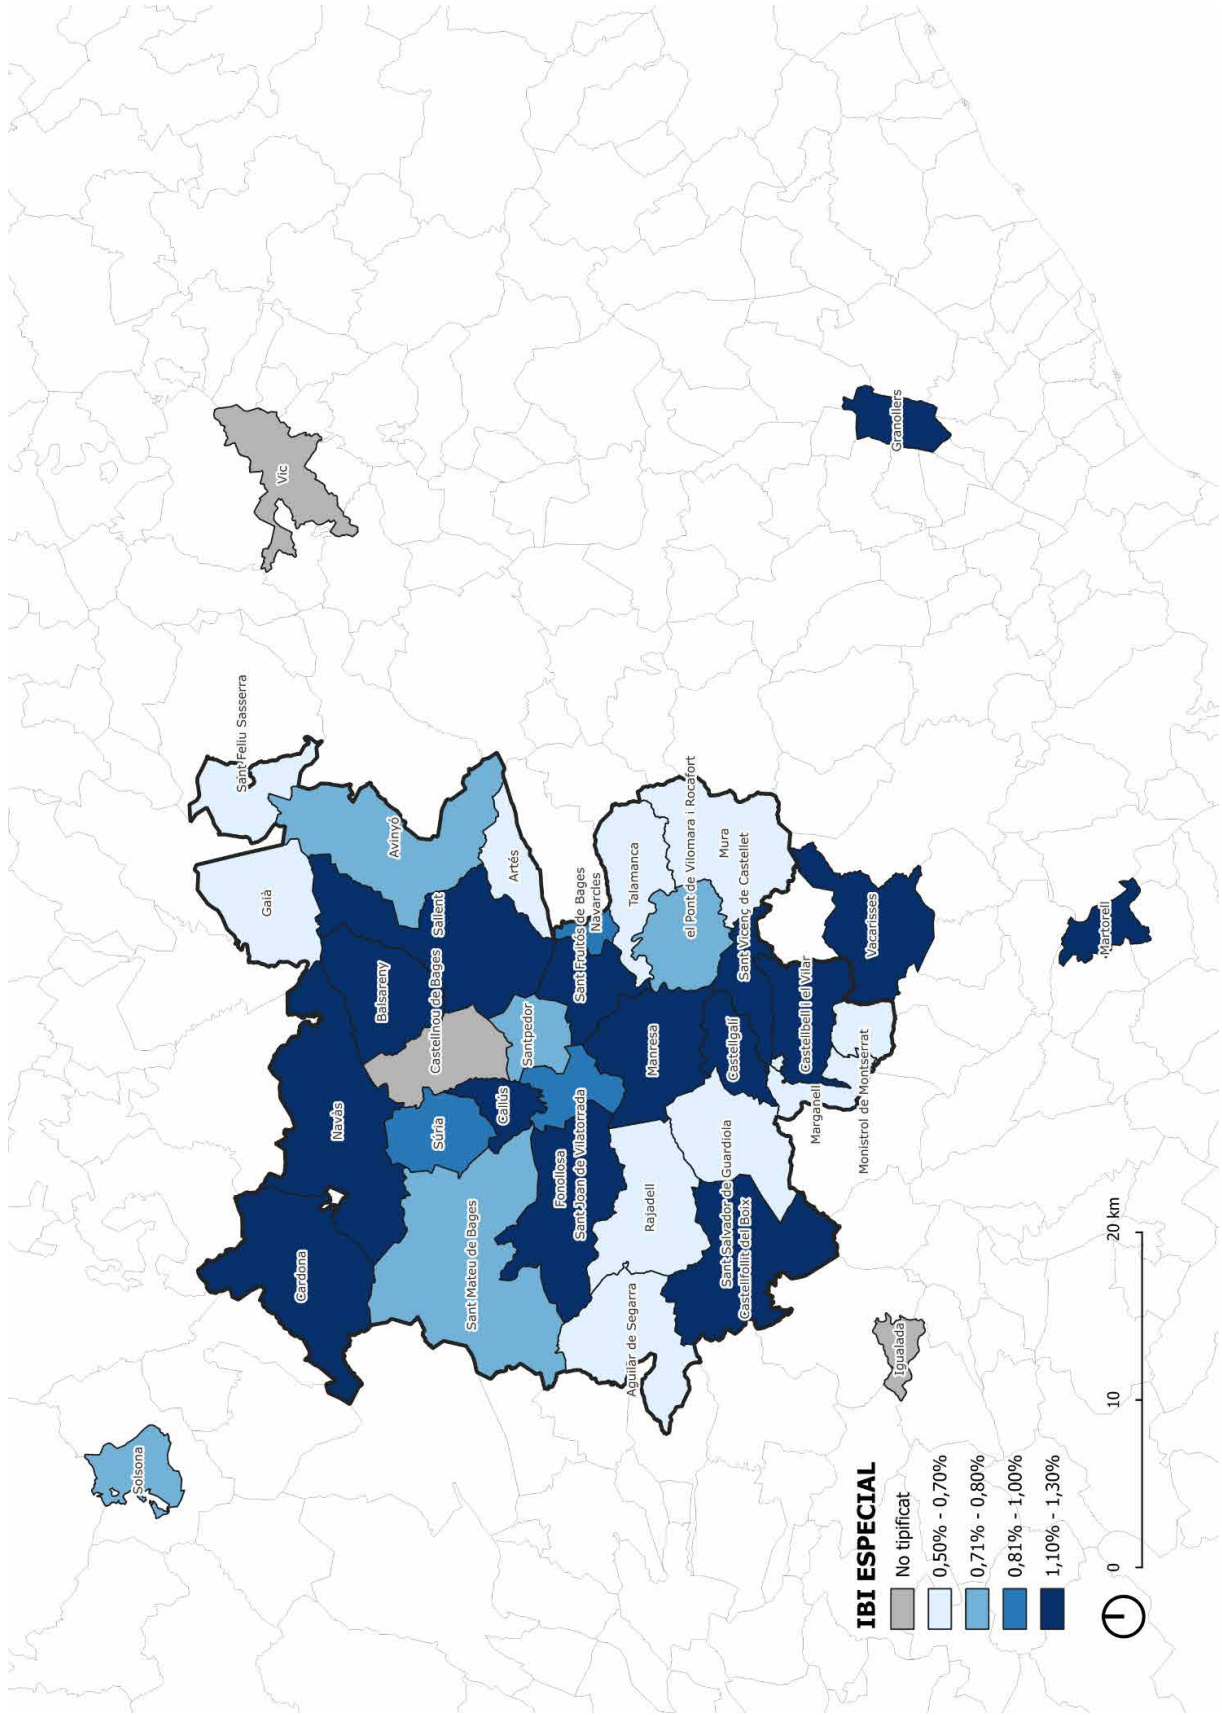 Solsona
Vic
Sant Feliu Sasserra
Gaià
Cardona
Navàs
Balsareny
Avinyó
Sallent
Castellnou de Bages
Súria
Sant Mateu de Bages
Callús
Santpedor
Artés
Fonollosa
Sant Joan de Vilatorrada
Sant Fruitós de Bages
Navarcles
Talamanca
el Pont de Vilomara i Rocafort
Mura
Manresa
Rajadell
Aguilar de Segarra
Sant Salvador de Guardiola
Castellfollit del Boix
Castellgalí
Sant Vicenç de Castellet
Castellbell i el Vilar
Marganell
Monistrol de Montserrat
Vacarisses
Granollers
Igualada
Martorell
IBI ESPECIAL
No tipificat
0,50% - 0,70%
0,71% - 0,80%
0,81% - 1,00%
1,10% - 1,30%
0
10
20 km